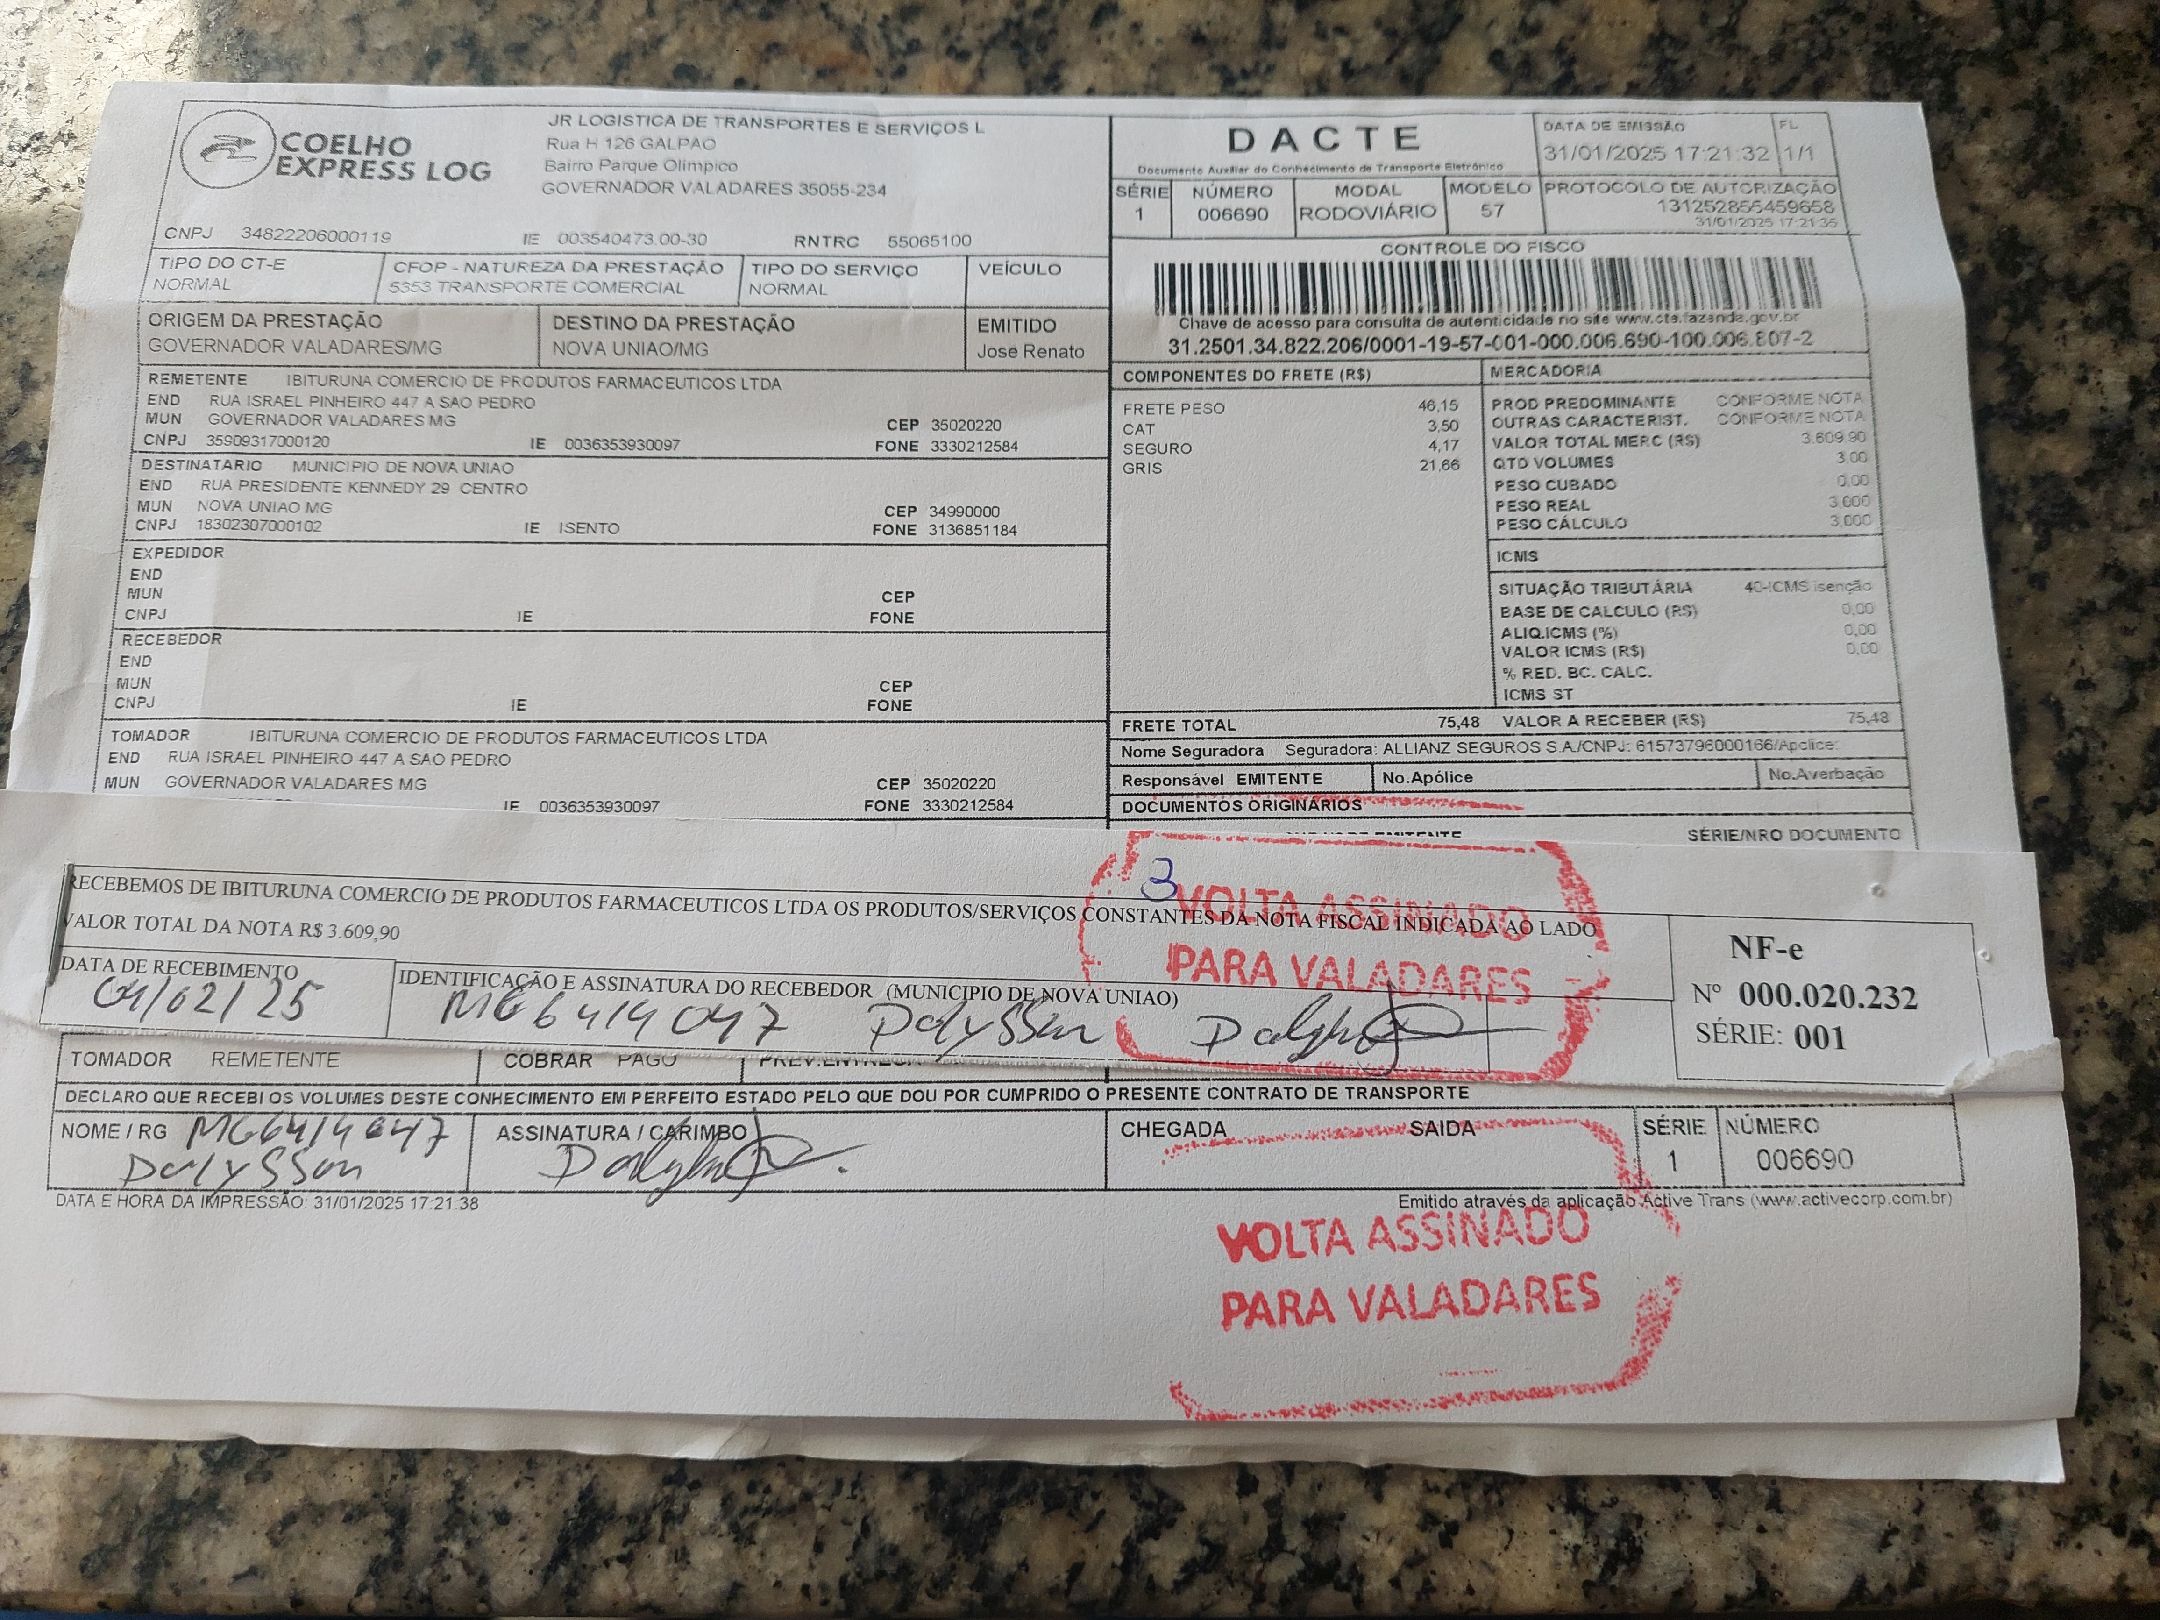 COELHO
EXPRESS LOG
JR LOGISTICA DE TRANSPORTES E SERVIÇOS L
Rua H 126 GALPAO
Bairro Parque Olimpico
GOVERNADOR VALADARES 35055-234
CNPJ 34822206000119 IE 003540473.00-30 RNTRC 55065100
DACTE
Documento Auxiliar do Conhecimento de Transporte Eletrônico
DATA DE EMISSÃO
31/01/2025 17:21:32
FL
1/1
SÉRIE
1
NÚMERO
006690
MODAL
RODOVIÁRIO
MODELO
57
PROTOCOLO DE AUTORIZAÇÃO
131252855459658
31/01/2025 17:21:35
TIPO DO CT-E
NORMAL
CFOP - NATUREZA DA PRESTAÇÃO
5353 TRANSPORTE COMERCIAL
TIPO DO SERVIÇO
NORMAL
VEÍCULO
CONTROLE DO FISCO
Chave de acesso para consulta de autenticidade no site www.cte.fazenda.gov.br
31.2501.34.822.206/0001-19-57-001-000.006.690-100.006.807-2
ORIGEM DA PRESTAÇÃO
GOVERNADOR VALADARES/MG
DESTINO DA PRESTAÇÃO
NOVA UNIAO/MG
EMITIDO
Jose Renato
REMETENTE IBITURUNA COMERCIO DE PRODUTOS FARMACEUTICOS LTDA
END RUA ISRAEL PINHEIRO 447 A SAO PEDRO
MUN GOVERNADOR VALADARES MG CEP 35020220
CNPJ 35909317000120 IE 0036353930097 FONE 3330212584
DESTINATÁRIO MUNICIPIO DE NOVA UNIAO
END RUA PRESIDENTE KENNEDY 29 CENTRO
MUN NOVA UNIAO MG CEP 34990000
CNPJ 18302307000102 IE ISENTO FONE 3136851184
EXPEDIDOR
END
MUN CEP
CNPJ IE FONE
RECEBEDOR
END
MUN CEP
CNPJ IE FONE
TOMADOR IBITURUNA COMERCIO DE PRODUTOS FARMACEUTICOS LTDA
END RUA ISRAEL PINHEIRO 447 A SAO PEDRO
MUN GOVERNADOR VALADARES MG CEP 35020220
IE 0036353930097 FONE 3330212584
COMPONENTES DO FRETE (R$)
FRETE PESO 46,15
CAT 3,50
SEGURO 4,17
GRIS 21,66
MERCADORIA
PROD PREDOMINANTE CONFORME NOTA
OUTRAS CARACTERIST. CONFORME NOTA
VALOR TOTAL MERC (R$) 3.609,90
QTD VOLUMES 3,00
PESO CUBADO 0,00
PESO REAL 3,000
PESO CÁLCULO 3,000
ICMS
SITUAÇÃO TRIBUTÁRIA 40-ICMS isenção
BASE DE CALCULO (R$) 0,00
ALIQ.ICMS (%) 0,00
VALOR ICMS (R$) 0,00
% RED. BC. CALC.
ICMS ST
FRETE TOTAL 75,48 VALOR A RECEBER (R$) 75,48
Nome Seguradora Seguradora: ALLIANZ SEGUROS S.A./CNPJ: 61573796000166/Apolice:
Responsável EMITENTE No.Apólice No.Averbação
DOCUMENTOS ORIGINÁRIOS
EMITENTE SÉRIE/NRO DOCUMENTO
3
VOLTA ASSINADO
PARA VALADARES
RECEBEMOS DE IBITURUNA COMERCIO DE PRODUTOS FARMACEUTICOS LTDA OS PRODUTOS/SERVIÇOS CONSTANTES DA NOTA FISCAL INDICADA AO LADO
VALOR TOTAL DA NOTA R$ 3.609,90
DATA DE RECEBIMENTO
04/02/25
IDENTIFICAÇÃO E ASSINATURA DO RECEBEDOR (MUNICIPIO DE NOVA UNIAO)
MG6414047 Dalysson
NF-e
Nº 000.020.232
SÉRIE: 001
TOMADOR REMETENTE COBRAR PAGO PREV.ENTREGA
DECLARO QUE RECEBI OS VOLUMES DESTE CONHECIMENTO EM PERFEITO ESTADO PELO QUE DOU POR CUMPRIDO O PRESENTE CONTRATO DE TRANSPORTE
NOME / RG MG6414047
Dalysson
ASSINATURA / CARIMBO
CHEGADA SAIDA
SÉRIE
1
NÚMERO
006690
DATA E HORA DA IMPRESSÃO: 31/01/2025 17:21:38
Emitido através da aplicação Active Trans (www.activecorp.com.br)
VOLTA ASSINADO
PARA VALADARES